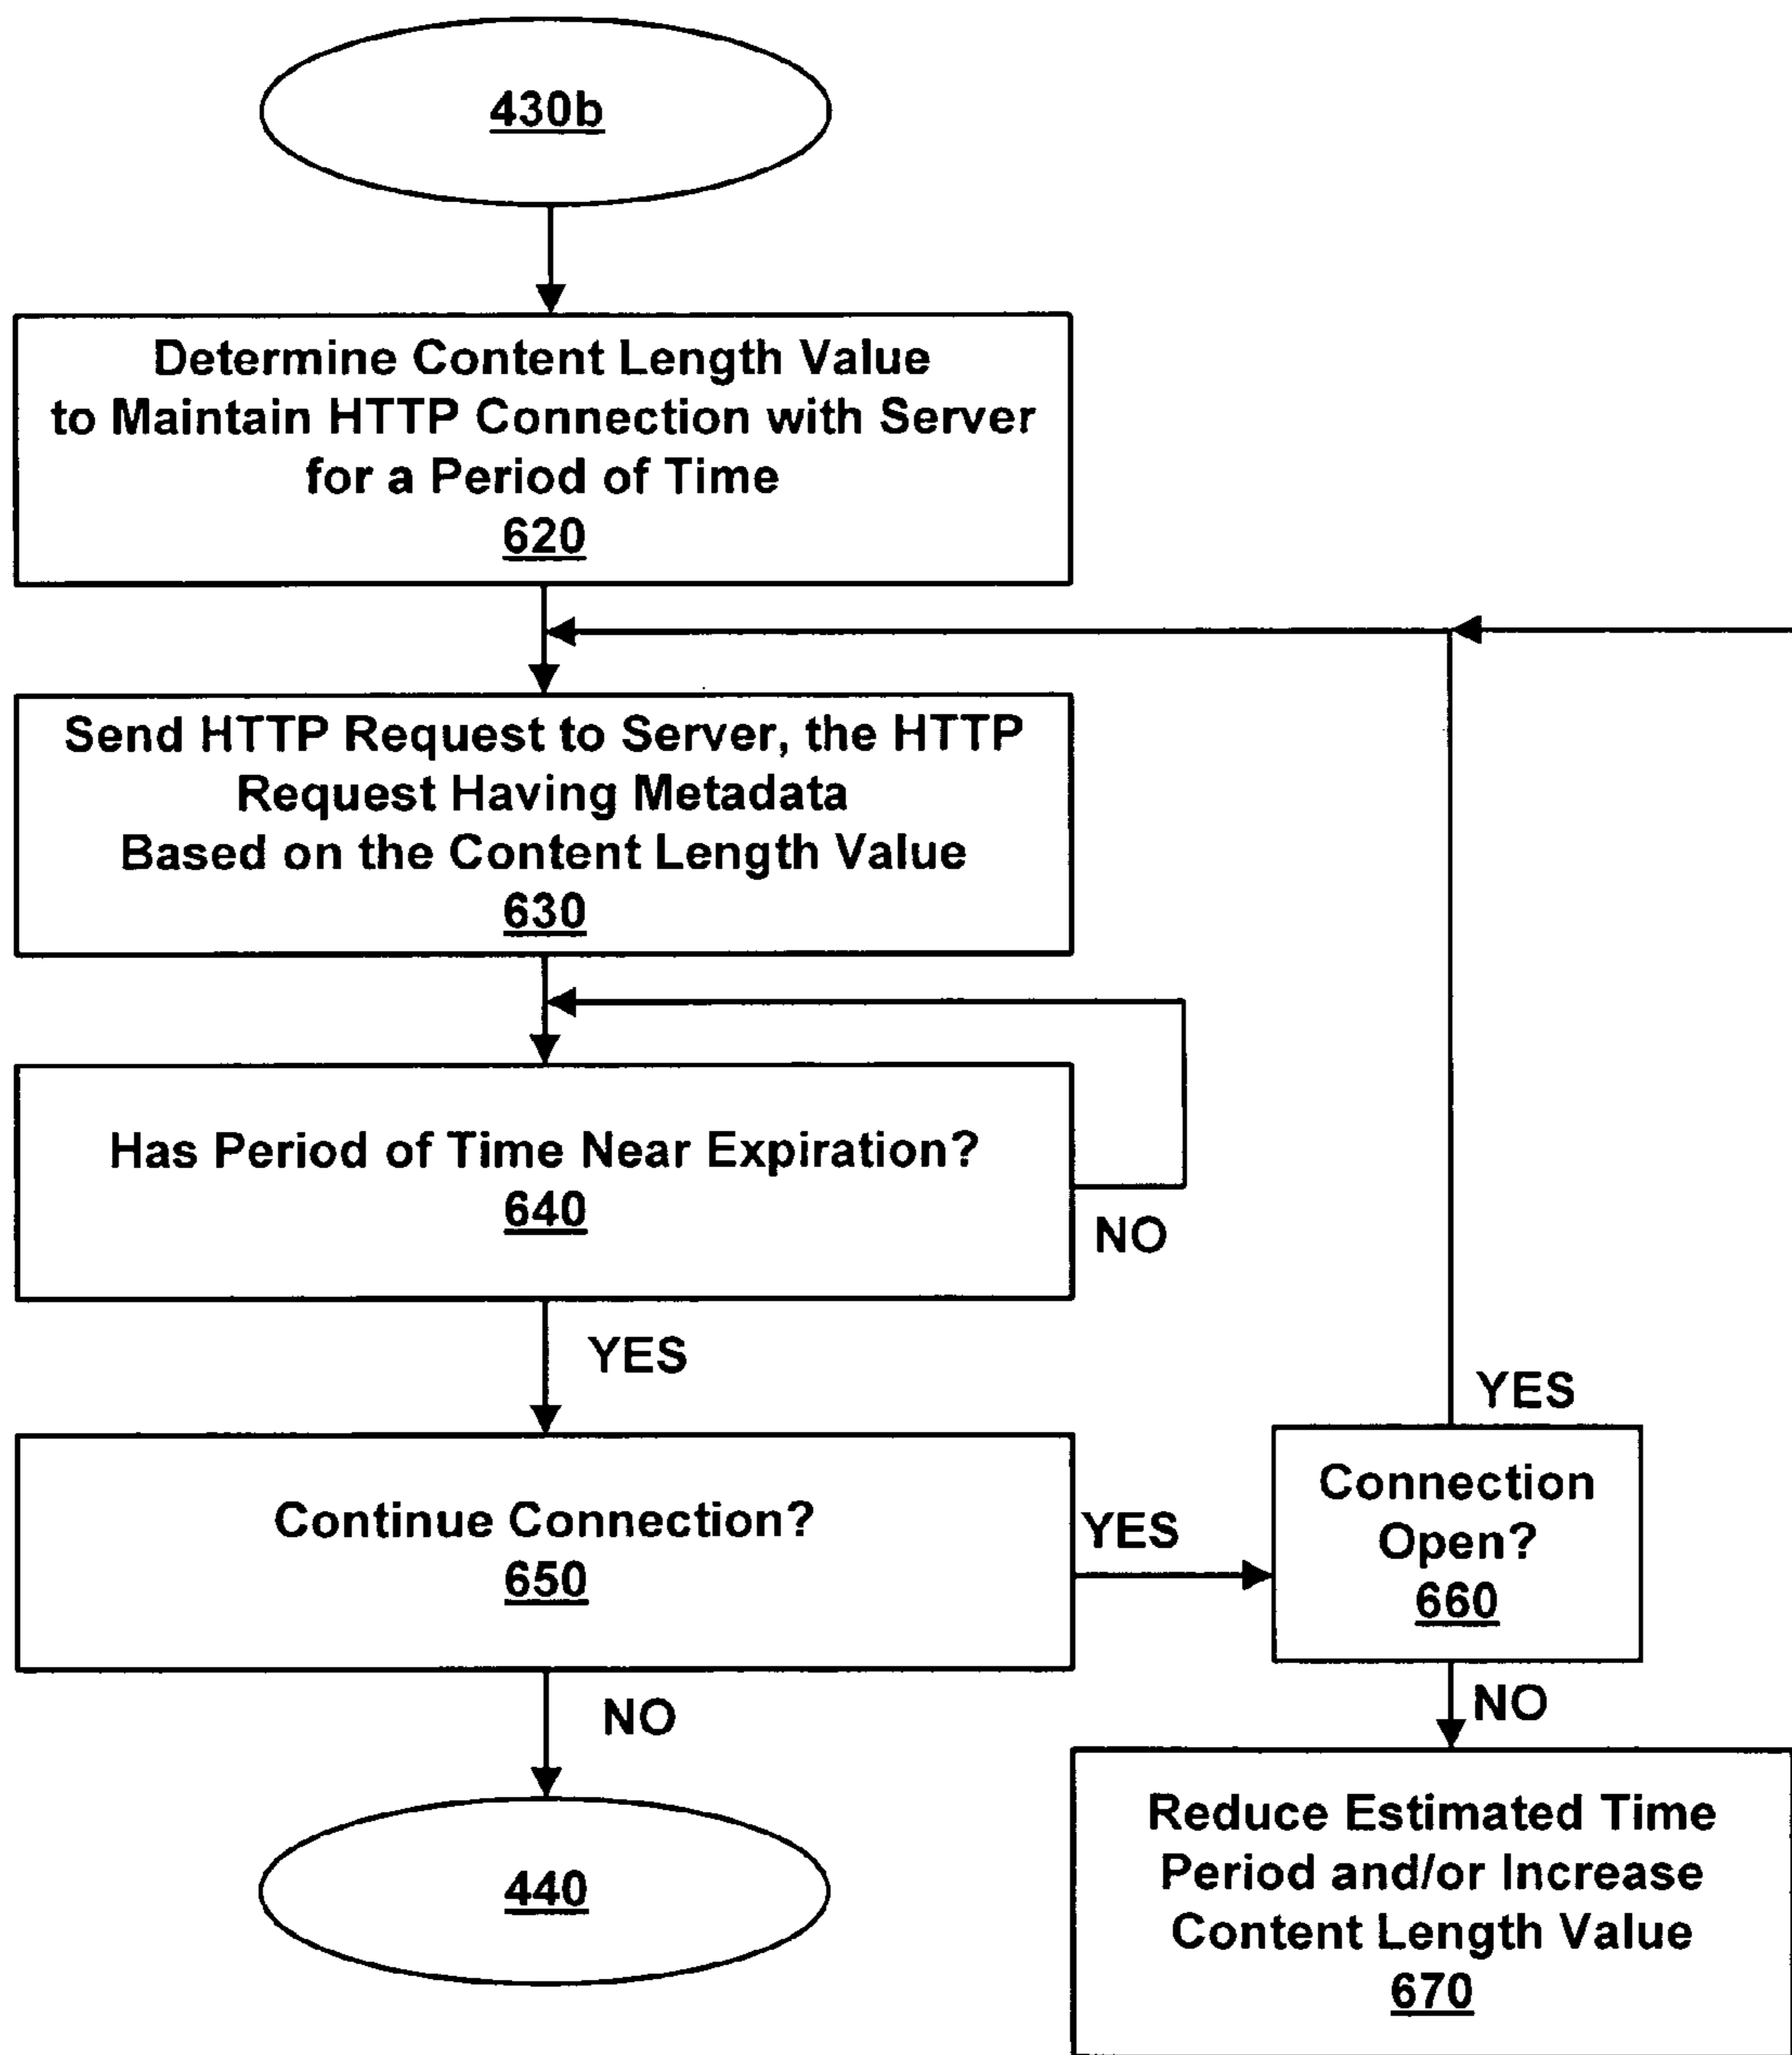 430b
Determine Content Length Value
to Maintain HTTP Connection with Server
for a Period of Time
620
Send HTTP Request to Server, the HTTP
Request Having Metadata
Based on the Content Length Value
630
Has Period of Time Near Expiration?
640
NO
YES
Continue Connection?
650
YES
NO
440
YES
Connection
Open?
660
NO
Reduce Estimated Time
Period and/or Increase
Content Length Value
670